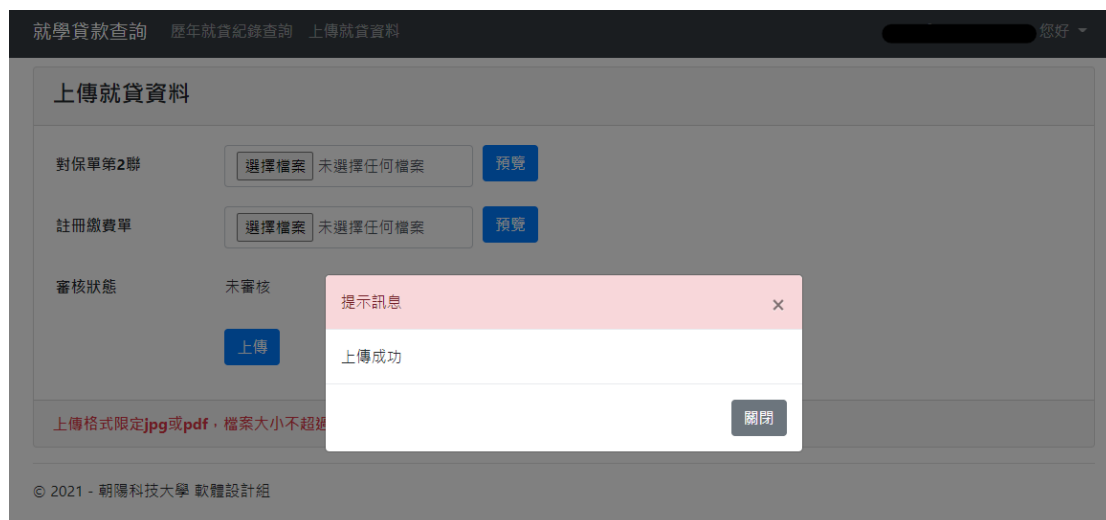 就學貸款查詢 歷年就貸紀錄查詢 上傳就貸資料 您好
上傳就貸資料
對保單第2聯 選擇檔案 未選擇任何檔案 預覽
註冊繳費單 選擇檔案 未選擇任何檔案 預覽
審核狀態 未審核
提示訊息 ×
上傳
上傳成功
上傳格式限定jpg或pdf，檔案大小不超過
關閉
© 2021 - 朝陽科技大學 軟體設計組